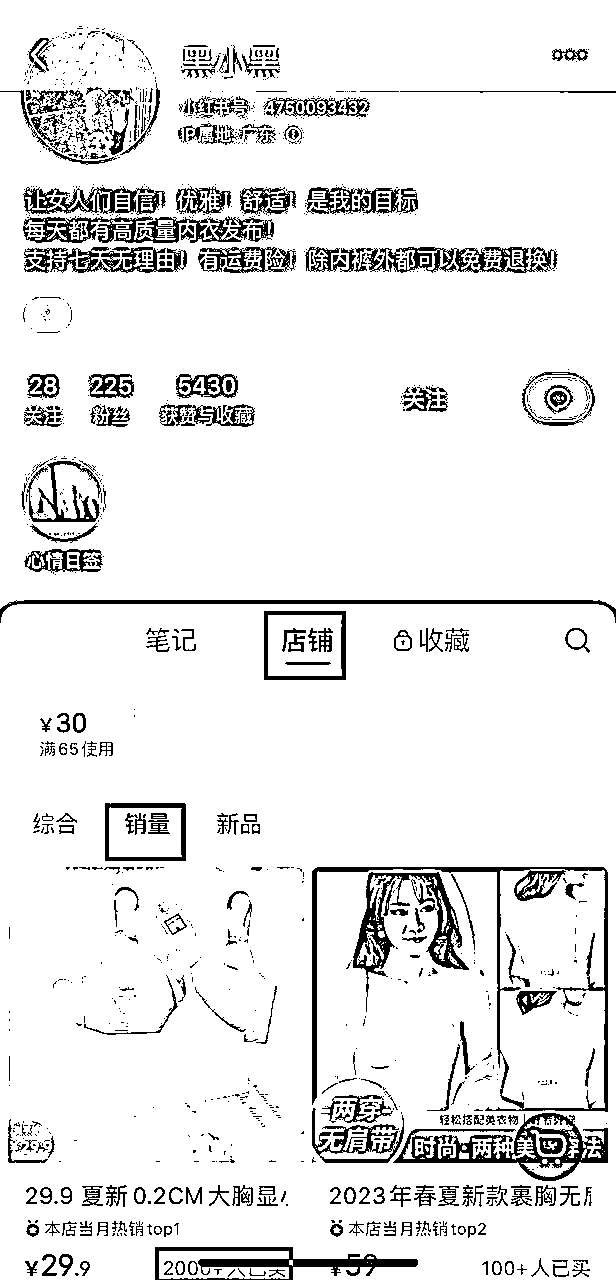 黑小黑
小红书号 4750093432
IP属地 广东
让女人们自信！优雅！舒适！是我的目标
每天都有高质量内衣发布！
支持七天无理由！有运费险！除内裤外都可以免费退换！
28 225 5430
关注 粉丝 获赞与收藏 关注
心情日签
笔记 店铺 收藏
¥30
满65使用
综合 销量 新品
两穿
无肩带
轻松搭配美衣物
时尚·两种美 穿法
29.9 夏新 0.2CM 大胸显
2023年春夏新款裹胸无
本店当月热销top1
本店当月热销top2
¥29.9 2000+人已买
¥59 100+人已买